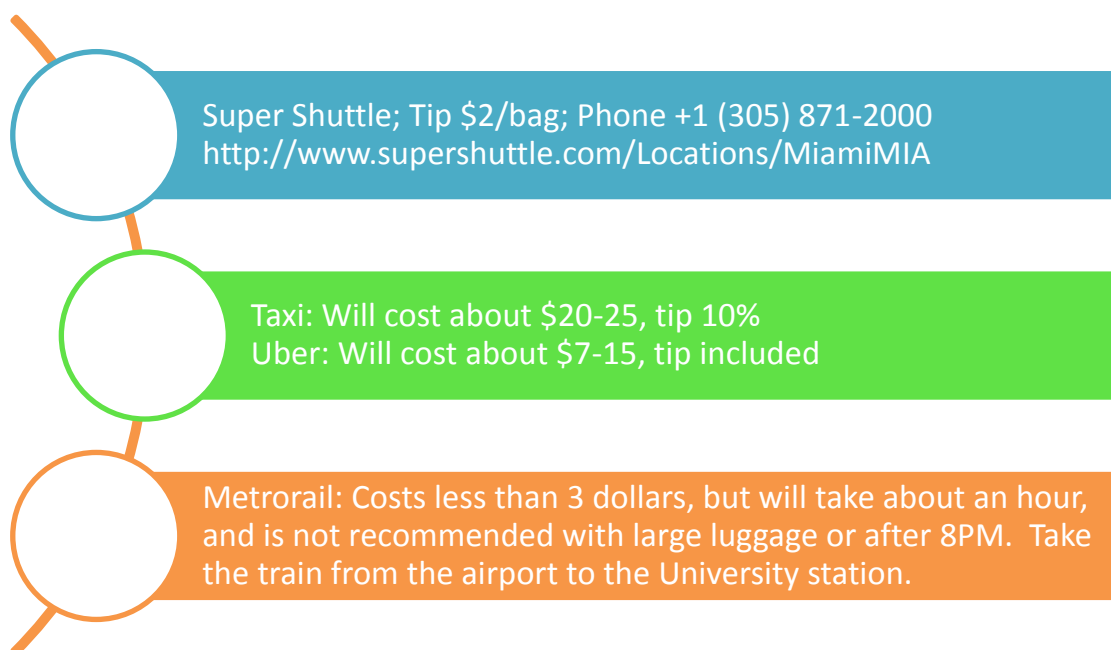 Super Shuttle; Tip $2/bag; Phone +1 (305) 871-2000
http://www.supershuttle.com/Locations/MiamiMIA
Taxi: Will cost about $20-25, tip 10%
Uber: Will cost about $7-15, tip included
Metrorail: Costs less than 3 dollars, but will take about an hour,
and is not recommended with large luggage or after 8PM.  Take
the train from the airport to the University station.